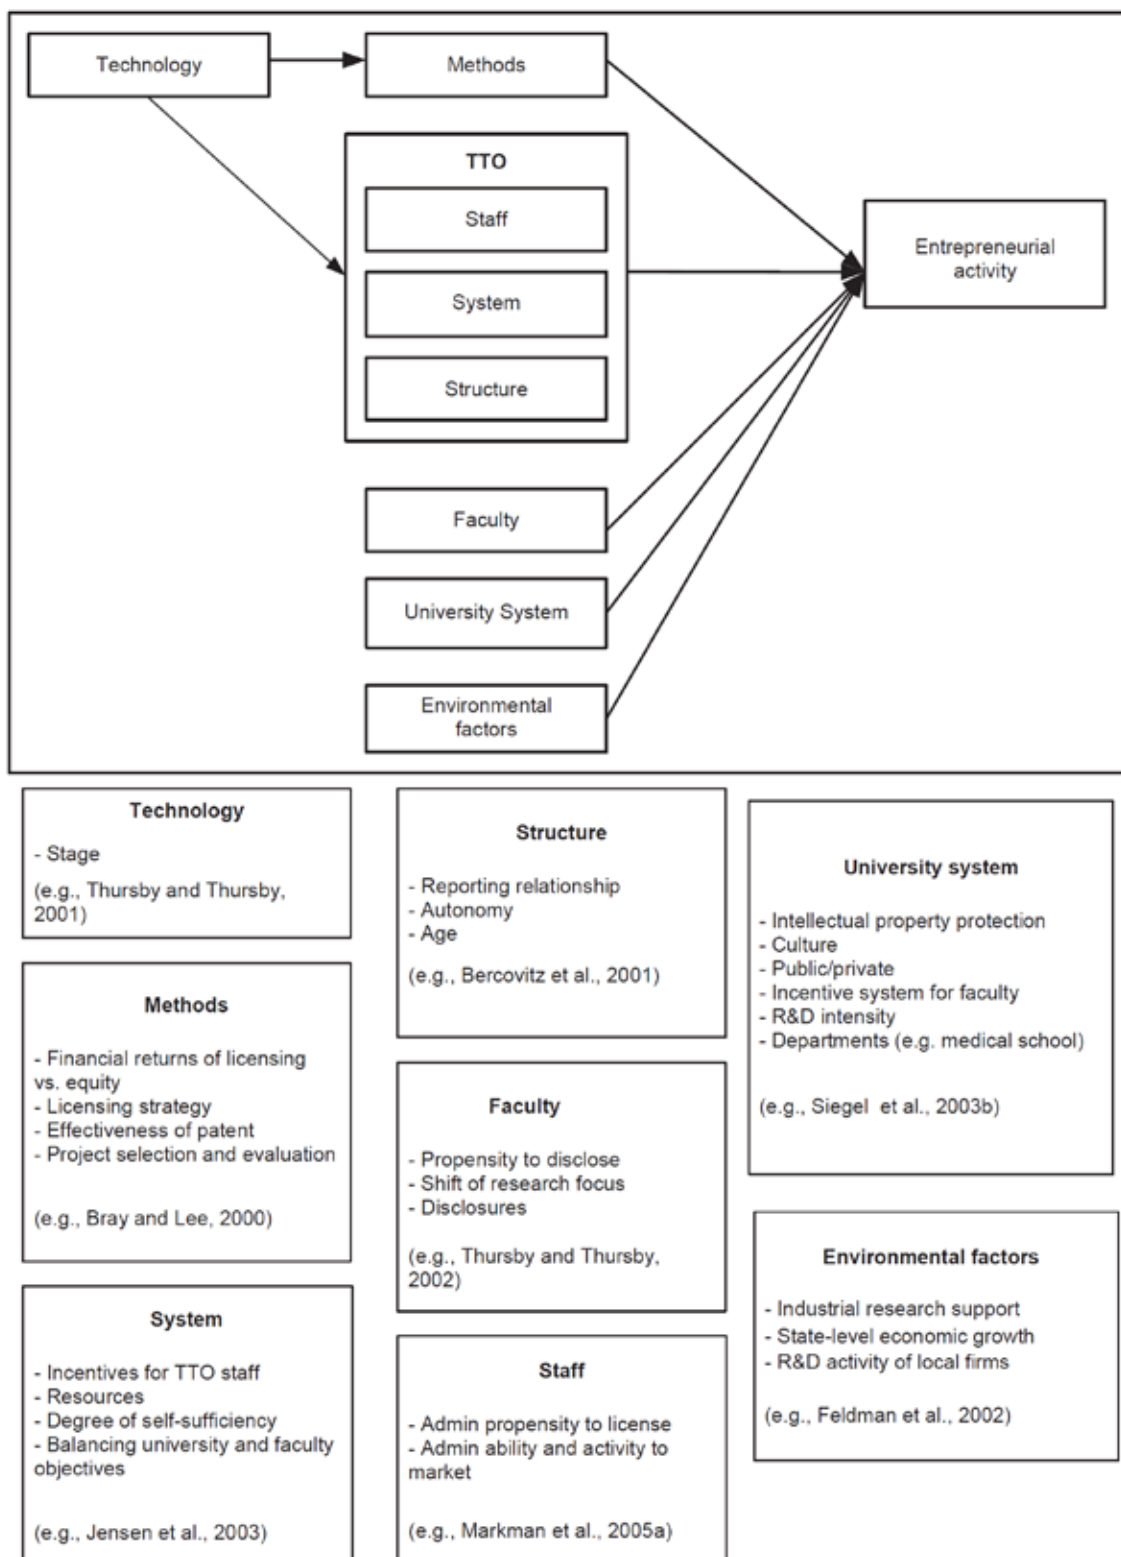 Technology
Methods
TTO
Staff
System
Structure
Entrepreneurial
activity
Faculty
University System
Environmental
factors
Technology
- Stage
(e.g., Thursby and Thursby,
2001)
Methods
- Financial returns of licensing
vs. equity
- Licensing strategy
- Effectiveness of patent
- Project selection and evaluation
(e.g., Bray and Lee, 2000)
System
- Incentives for TTO staff
- Resources
- Degree of self-sufficiency
- Balancing university and faculty
objectives
(e.g., Jensen et al., 2003)
Structure
- Reporting relationship
- Autonomy
- Age
(e.g., Bercovitz et al., 2001)
Faculty
- Propensity to disclose
- Shift of research focus
- Disclosures
(e.g., Thursby and Thursby,
2002)
Staff
- Admin propensity to license
- Admin ability and activity to
market
(e.g., Markman et al., 2005a)
University system
- Intellectual property protection
- Culture
- Public/private
- Incentive system for faculty
- R&D intensity
- Departments (e.g. medical school)
(e.g., Siegel et al., 2003b)
Environmental factors
- Industrial research support
- State-level economic growth
- R&D activity of local firms
(e.g., Feldman et al., 2002)